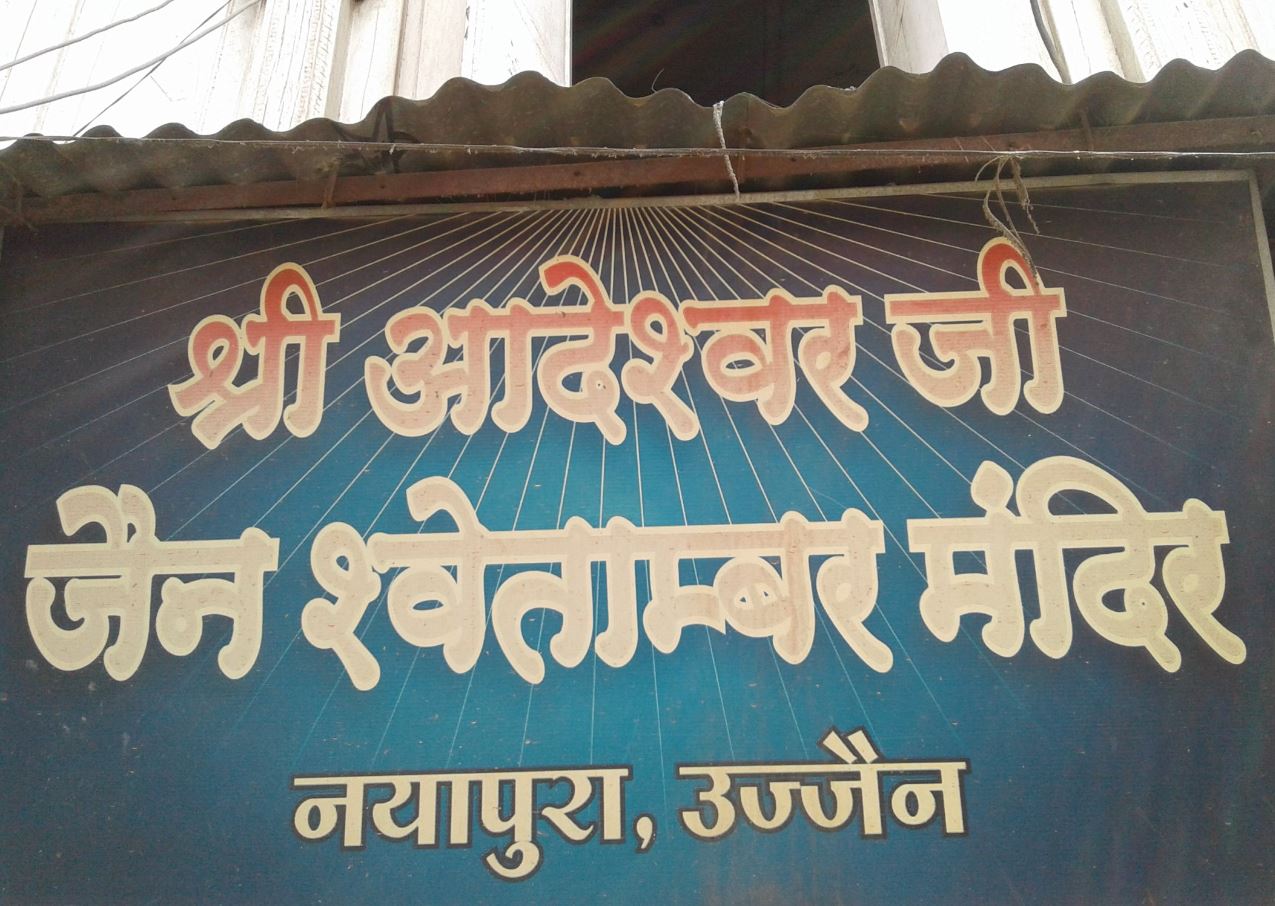 श्री आदेश्वर जी
जैन श्वेताम्बर मंदिर
नयापुरा, उज्जैन